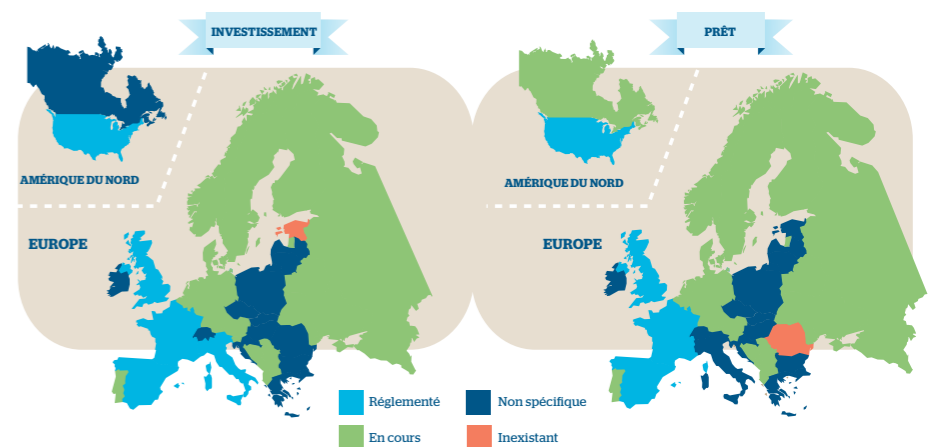 INVESTISSEMENT
AMÉRIQUE DU NORD
EUROPE
PRÊT
AMÉRIQUE DU NORD
EUROPE
Réglementé
Non spécifique
En cours
Inexistant